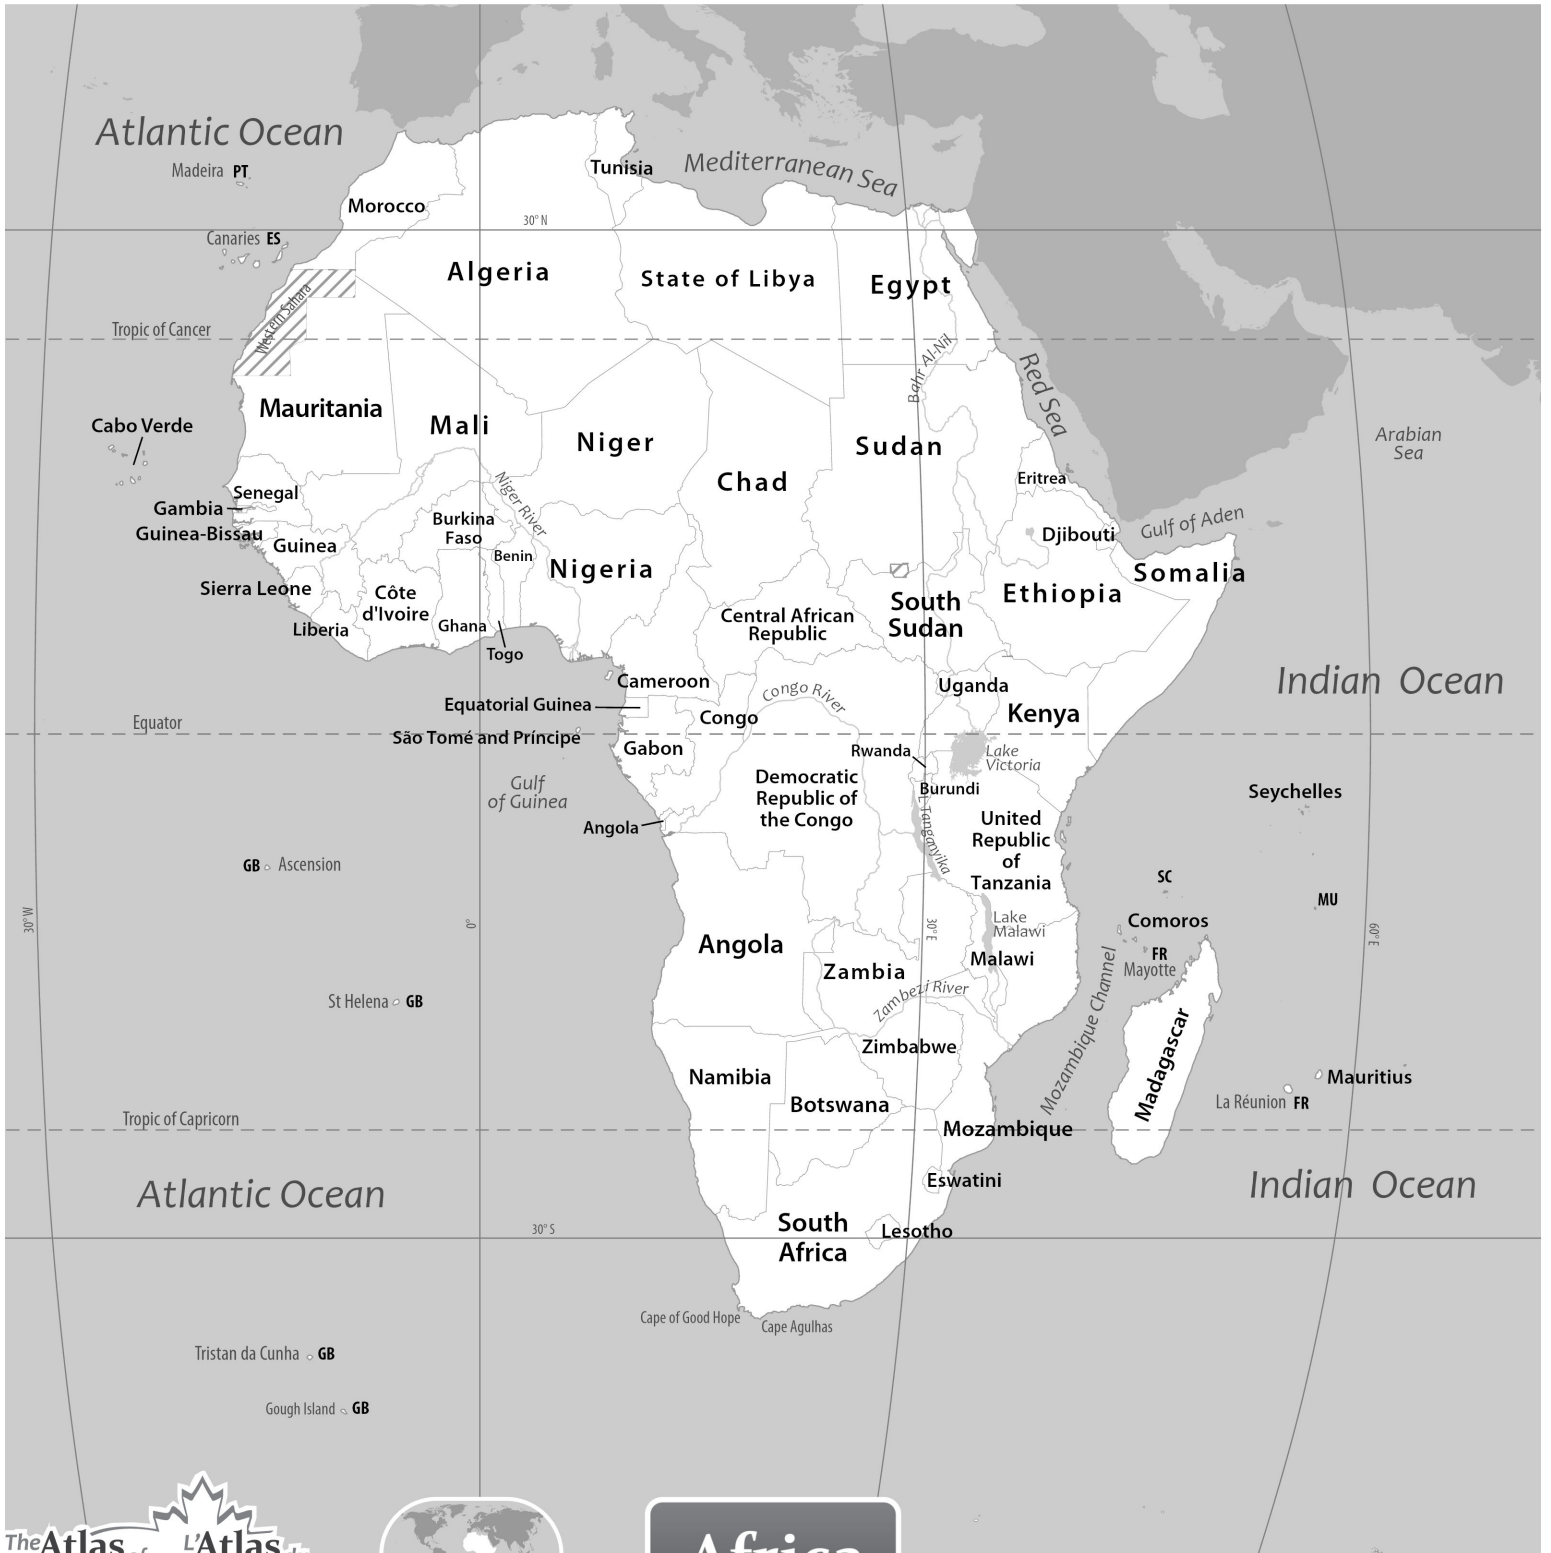 Atlantic Ocean
Madeira PT
Tunisia
Mediterranean Sea
Morocco
30° N
Canaries ES
Algeria
State of Libya
Egypt
Western Sahara
Tropic of Cancer
Bahr Al-Nil
Red Sea
Mauritania
Mali
Niger
Sudan
Cabo Verde
Arabian
Sea
Chad
Eritrea
Senegal
Niger River
Gambia
Burkina
Faso
Guinea-Bissau
Guinea
Djibouti
Gulf of Aden
Benin
Nigeria
Somalia
Sierra Leone
Côte
d'Ivoire
Ethiopia
South
Sudan
Central African
Republic
Liberia
Ghana
Togo
Cameroon
Uganda
Indian Ocean
Congo River
Equatorial Guinea
Congo
Kenya
Equator
São Tomé and Príncipe
Gabon
Rwanda
Lake
Victoria
Gulf
of Guinea
Democratic
Republic of
the Congo
Burundi
Seychelles
L Tanganyika
Angola
United
Republic
of
Tanzania
GB Ascension
SC
MU
30° W
0°
30° E
60° E
Lake
Malawi
Comoros
Angola
Malawi
FR
Mayotte
Zambia
Zambezi River
St Helena GB
Mozambique Channel
Madagascar
Zimbabwe
Namibia
Mauritius
Botswana
La Réunion FR
Tropic of Capricorn
Mozambique
Eswatini
Atlantic Ocean
Indian Ocean
South
Africa
Lesotho
30° S
Cape of Good Hope
Cape Agulhas
Tristan da Cunha GB
Gough Island GB
The Atlas of
L'Atlas
Africa